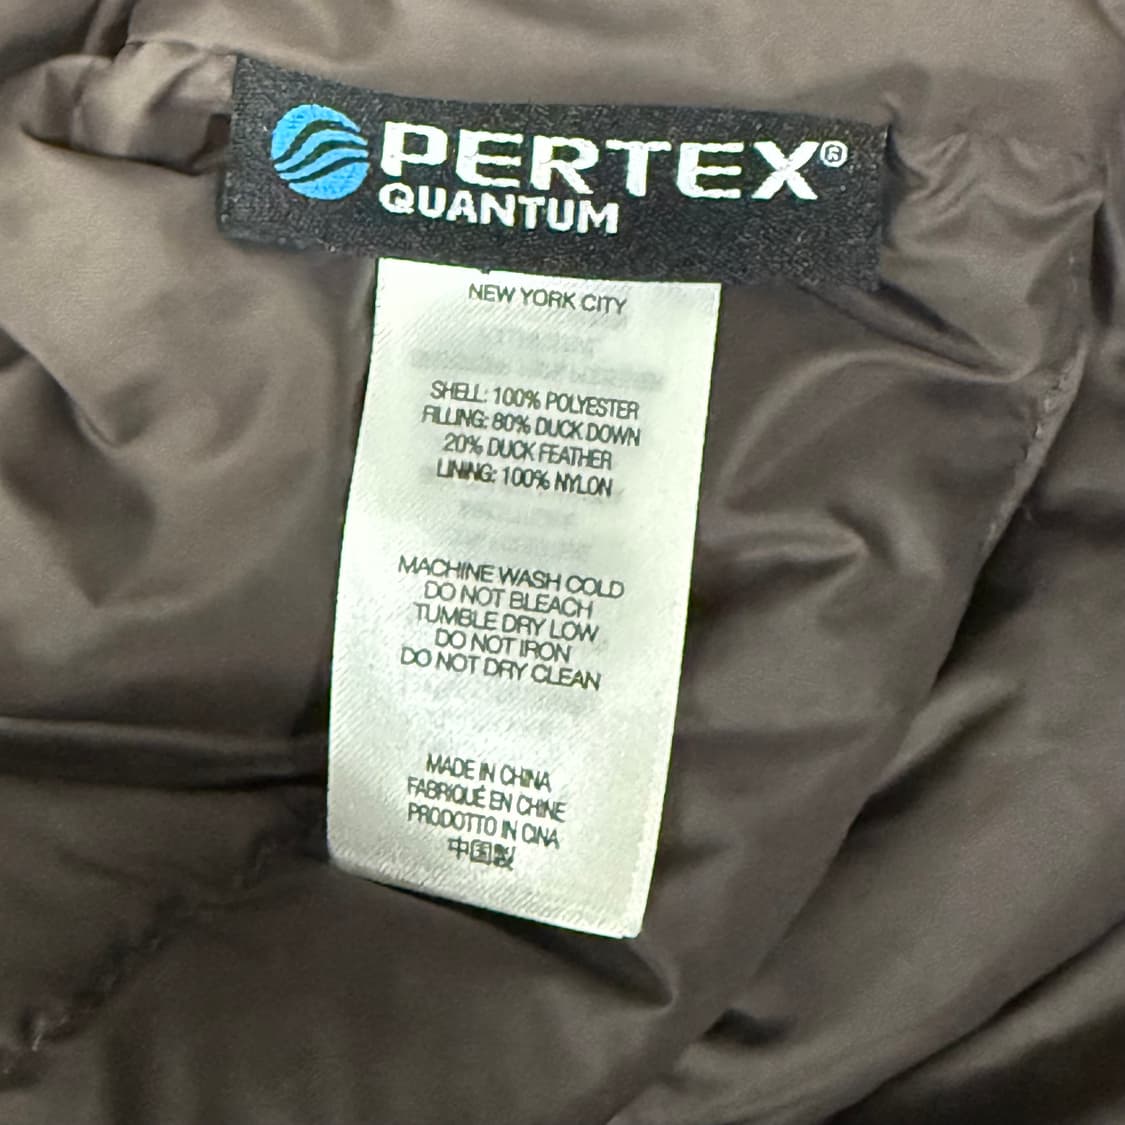 PERTEX®
QUANTUM
NEW YORK CITY
SHELL: 100% POLYESTER
FILLING: 80% DUCK DOWN
20% DUCK FEATHER
LINING: 100% NYLON
MACHINE WASH COLD
DO NOT BLEACH
TUMBLE DRY LOW
DO NOT IRON
DO NOT DRY CLEAN
MADE IN CHINA
FABRIQUÉ EN CHINE
PRODOTTO IN CINA
中国製